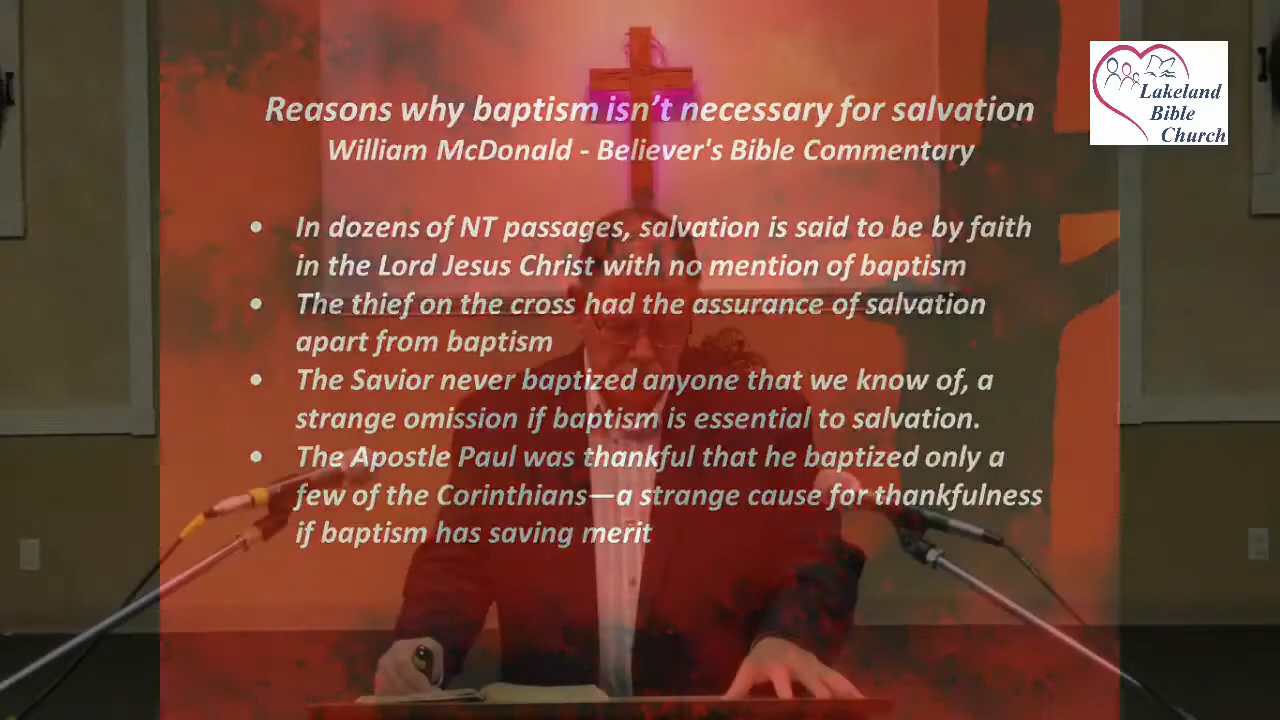 Lakeland
Bible
Church
Reasons why baptism isn’t necessary for salvation
William McDonald - Believer's Bible Commentary
• In dozens of NT passages, salvation is said to be by faith
in the Lord Jesus Christ with no mention of baptism
• The thief on the cross had the assurance of salvation
apart from baptism
• The Savior never baptized anyone that we know of, a
strange omission if baptism is essential to salvation.
• The Apostle Paul was thankful that he baptized only a
few of the Corinthians—a strange cause for thankfulness
if baptism has saving merit